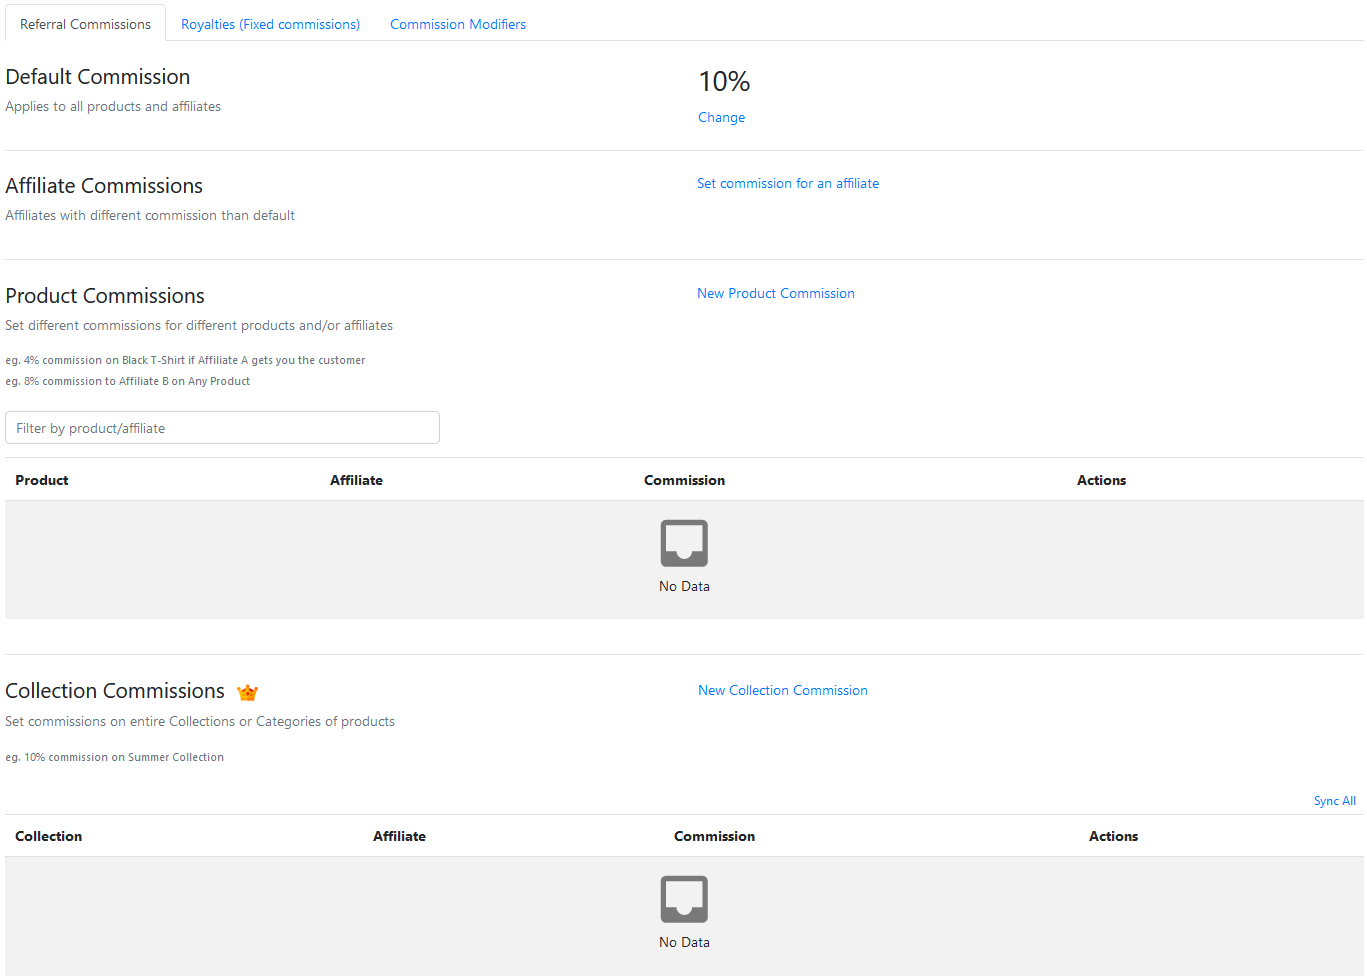 Referral Commissions
Royalties (Fixed commissions)
Commission Modifiers
Default Commission
Applies to all products and affiliates
10%
Change
Affiliate Commissions
Affiliates with different commission than default
Set commission for an affiliate
Product Commissions
Set different commissions for different products and/or affiliates
eg. 4% commission on Black T-Shirt if Affiliate A gets you the customer
eg. 8% commission to Affiliate B on Any Product
New Product Commission
Filter by product/affiliate
Product Affiliate Commission Actions
No Data
Collection Commissions
Set commissions on entire Collections or Categories of products
eg. 10% commission on Summer Collection
New Collection Commission
Sync All
Collection Affiliate Commission Actions
No Data